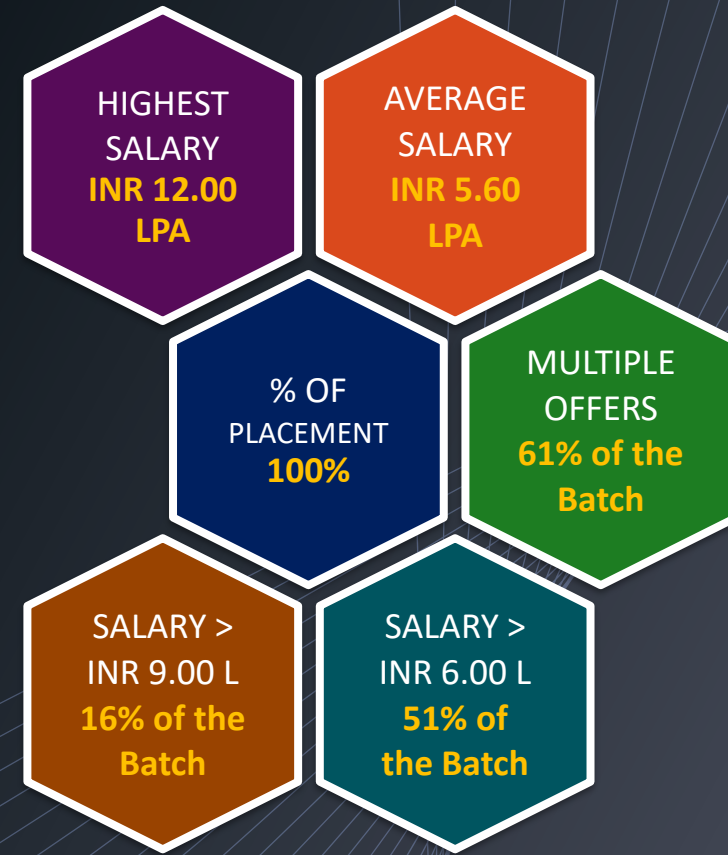 HIGHEST
SALARY
INR 12.00
LPA
AVERAGE
SALARY
INR 5.60
LPA
% OF
PLACEMENT
100%
MULTIPLE
OFFERS
61% of the
Batch
SALARY >
INR 9.00 L
16% of the
Batch
SALARY >
INR 6.00 L
51% of
the Batch